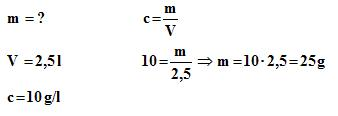 m = ?
c = m/V
V = 2,5 l
10 = m/2,5 ⇒ m = 10 · 2,5 = 25 g
c = 10 g/l